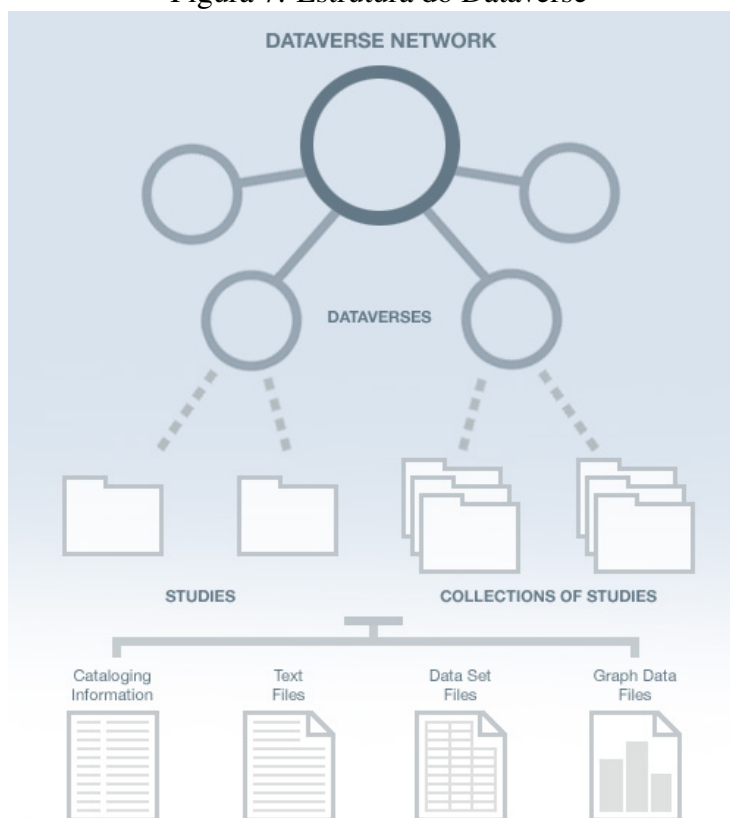 Figura 7: Estrutura do Dataverse
DATAVERSE NETWORK
DATAVERSES
STUDIES
COLLECTIONS OF STUDIES
Cataloging
Information
Text
Files
Data Set
Files
Graph Data
Files